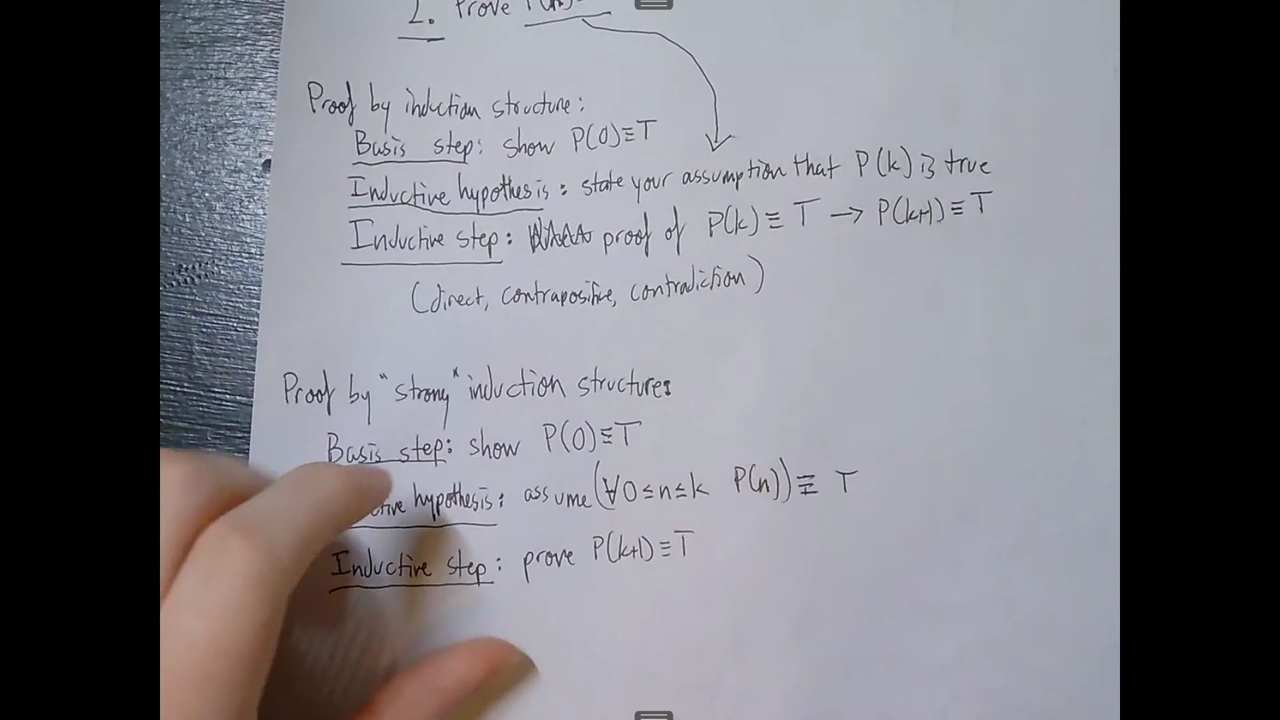 2. Prove
Proof by induction structure:
Basis step: show P(0)≡T
Inductive hypothesis: state your assumption that P(k) is true
Inductive step: proof of P(k) ≡ T → P(k+1) ≡ T
(direct, contrapositive, contradiction)
Proof by "strong" induction structure:
Basis step: show P(0)≡T
hypothesis: assume (∀0≤n≤k P(n)) ≡ T
Inductive step: prove P(k+1)≡T